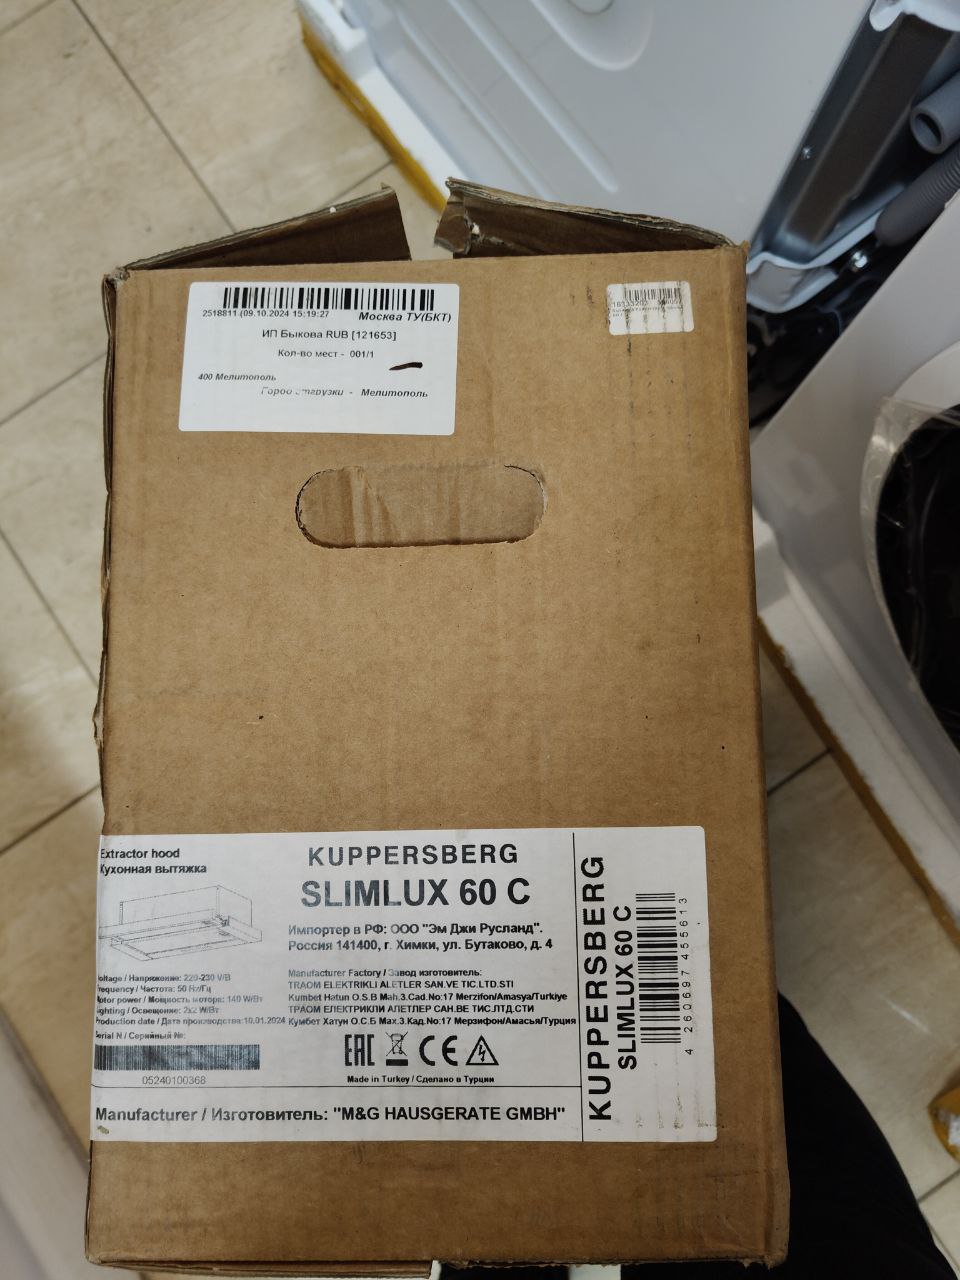 2518811 (09.10.2024 15:19:27 Москва ТУ(БКТ)
ИП Быкова RUB [121653]
Кол-во мест - 001/1
400 Мелитополь
Город отгрузки - Мелитополь
Extractor hood
Кухонная вытяжка
KUPPERSBERG
SLIMLUX 60 C
Импортер в РФ: ООО "Эм Джи Русланд".
Россия 141400, г. Химки, ул. Бутаково, д. 4
Voltage / Напряжение: 220-230 V/В
Frequency / Частота: 50 Hz/Гц
Motor power / Мощность мотора: 140 W/Вт
Lighting / Освещение: 2x2 W/Вт
Production date / Дата производства:10.01.2024
Serial N / Серийный №:
05240100368
Manufacturer Factory / Завод изготовитель:
TRAOM ELEKTRIKLI ALETLER SAN.VE TIC.LTD.STI
Kumbet Hatun O.S.B Mah.3.Cad.No:17 Merzifon/Amasya/Turkiye
ТРАОМ ЕЛЕКТРИКЛИ АЛЕТЛЕР САН.ВЕ ТИС.ЛТД.СТИ
Кумбет Хатун О.С.Б Мах.3.Кад.No:17 Мерзифон/Амасья/Турция
EAC CE
Made in Turkey / Сделано в Турции
Manufacturer / Изготовитель: "M&G HAUSGERATE GMBH"
KUPPERSBERG
SLIMLUX 60 C
4 260697 455613